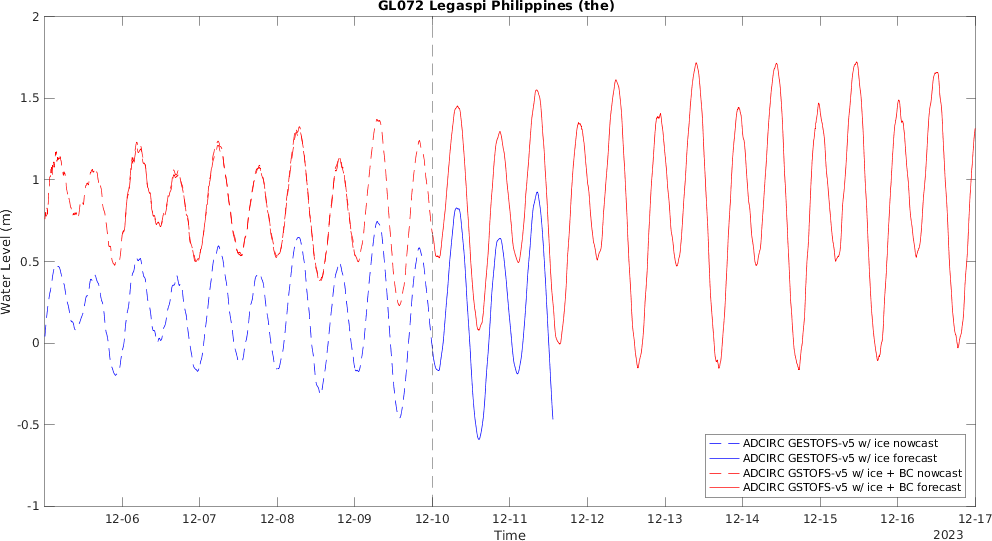 GL072 Legaspi Philippines (the)
2
1.5
1
0.5
0
-0.5
-1
Water Level (m)
ADCIRC GESTOFS-v5 w/ ice nowcast
ADCIRC GESTOFS-v5 w/ ice forecast
ADCIRC GSTOFS-v5 w/ ice + BC nowcast
ADCIRC GSTOFS-v5 w/ ice + BC forecast
12-06 12-07 12-08 12-09 12-10 12-11 12-12 12-13 12-14 12-15 12-16 12-17
Time
2023